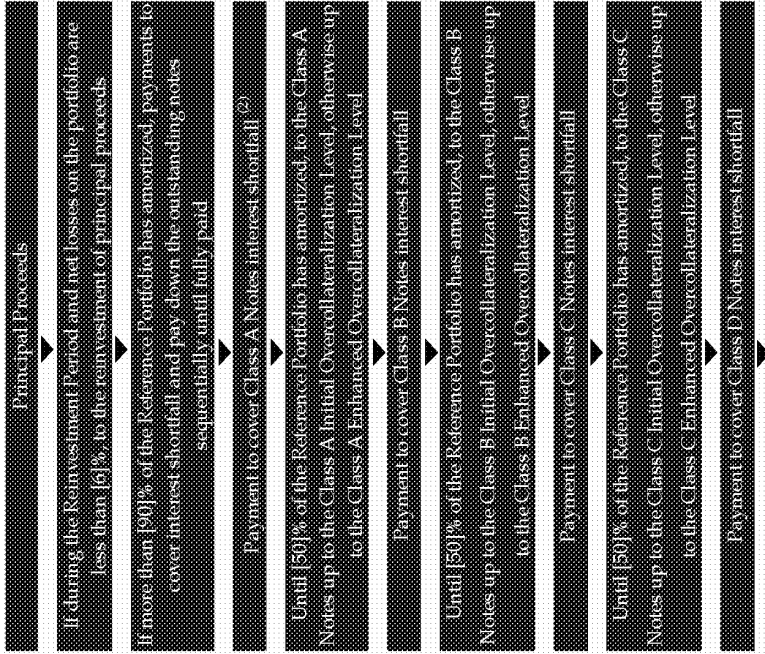 Principal Proceeds
If during the Reinvestment Period and net losses on the portfolio are
less than [6]%, to the reinvestment of principal proceeds
If more than [90]% of the Reference Portfolio has amortized, payments to
cover interest shortfall and pay down the outstanding notes
sequentially until fully paid
Payment to cover Class A Notes interest shortfall (2)
Until [50]% of the Reference Portfolio has amortized, to the Class A
Notes up to the Class A Initial Overcollateralization Level, otherwise up
to the Class A Enhanced Overcollateralization Level
Payment to cover Class B Notes interest shortfall
Until [50]% of the Reference Portfolio has amortized, to the Class B
Notes up to the Class B Initial Overcollateralization Level, otherwise up
to the Class B Enhanced Overcollateralization Level
Payment to cover Class C Notes interest shortfall
Until [50]% of the Reference Portfolio has amortized, to the Class C
Notes up to the Class C Initial Overcollateralization Level, otherwise up
to the Class C Enhanced Overcollateralization Level
Payment to cover Class D Notes interest shortfall